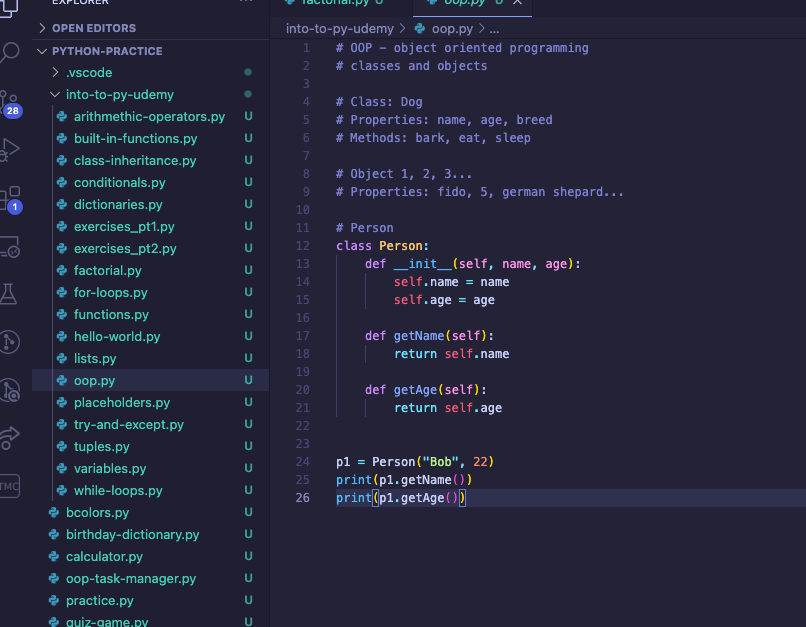 EXPLORER
OPEN EDITORS
PYTHON-PRACTICE
.vscode
into-to-py-udemy
arithmethic-operators.py U
built-in-functions.py U
class-inheritance.py U
conditionals.py U
dictionaries.py U
exercises_pt1.py U
exercises_pt2.py U
factorial.py U
for-loops.py U
functions.py U
hello-world.py U
lists.py U
oop.py U
placeholders.py U
try-and-except.py U
tuples.py U
variables.py U
while-loops.py U
bcolors.py U
birthday-dictionary.py U
calculator.py U
oop-task-manager.py U
practice.py U
quiz-game.py U
28
1
TMC
factorial.py U
oop.py U
into-to-py-udemy > oop.py > ...
1 # OOP - object oriented programming
2 # classes and objects
3
4 # Class: Dog
5 # Properties: name, age, breed
6 # Methods: bark, eat, sleep
7
8 # Object 1, 2, 3...
9 # Properties: fido, 5, german shepard...
10
11 # Person
12 class Person:
13     def __init__(self, name, age):
14         self.name = name
15         self.age = age
16
17     def getName(self):
18         return self.name
19
20     def getAge(self):
21         return self.age
22
23
24 p1 = Person("Bob", 22)
25 print(p1.getName())
26 print(p1.getAge())